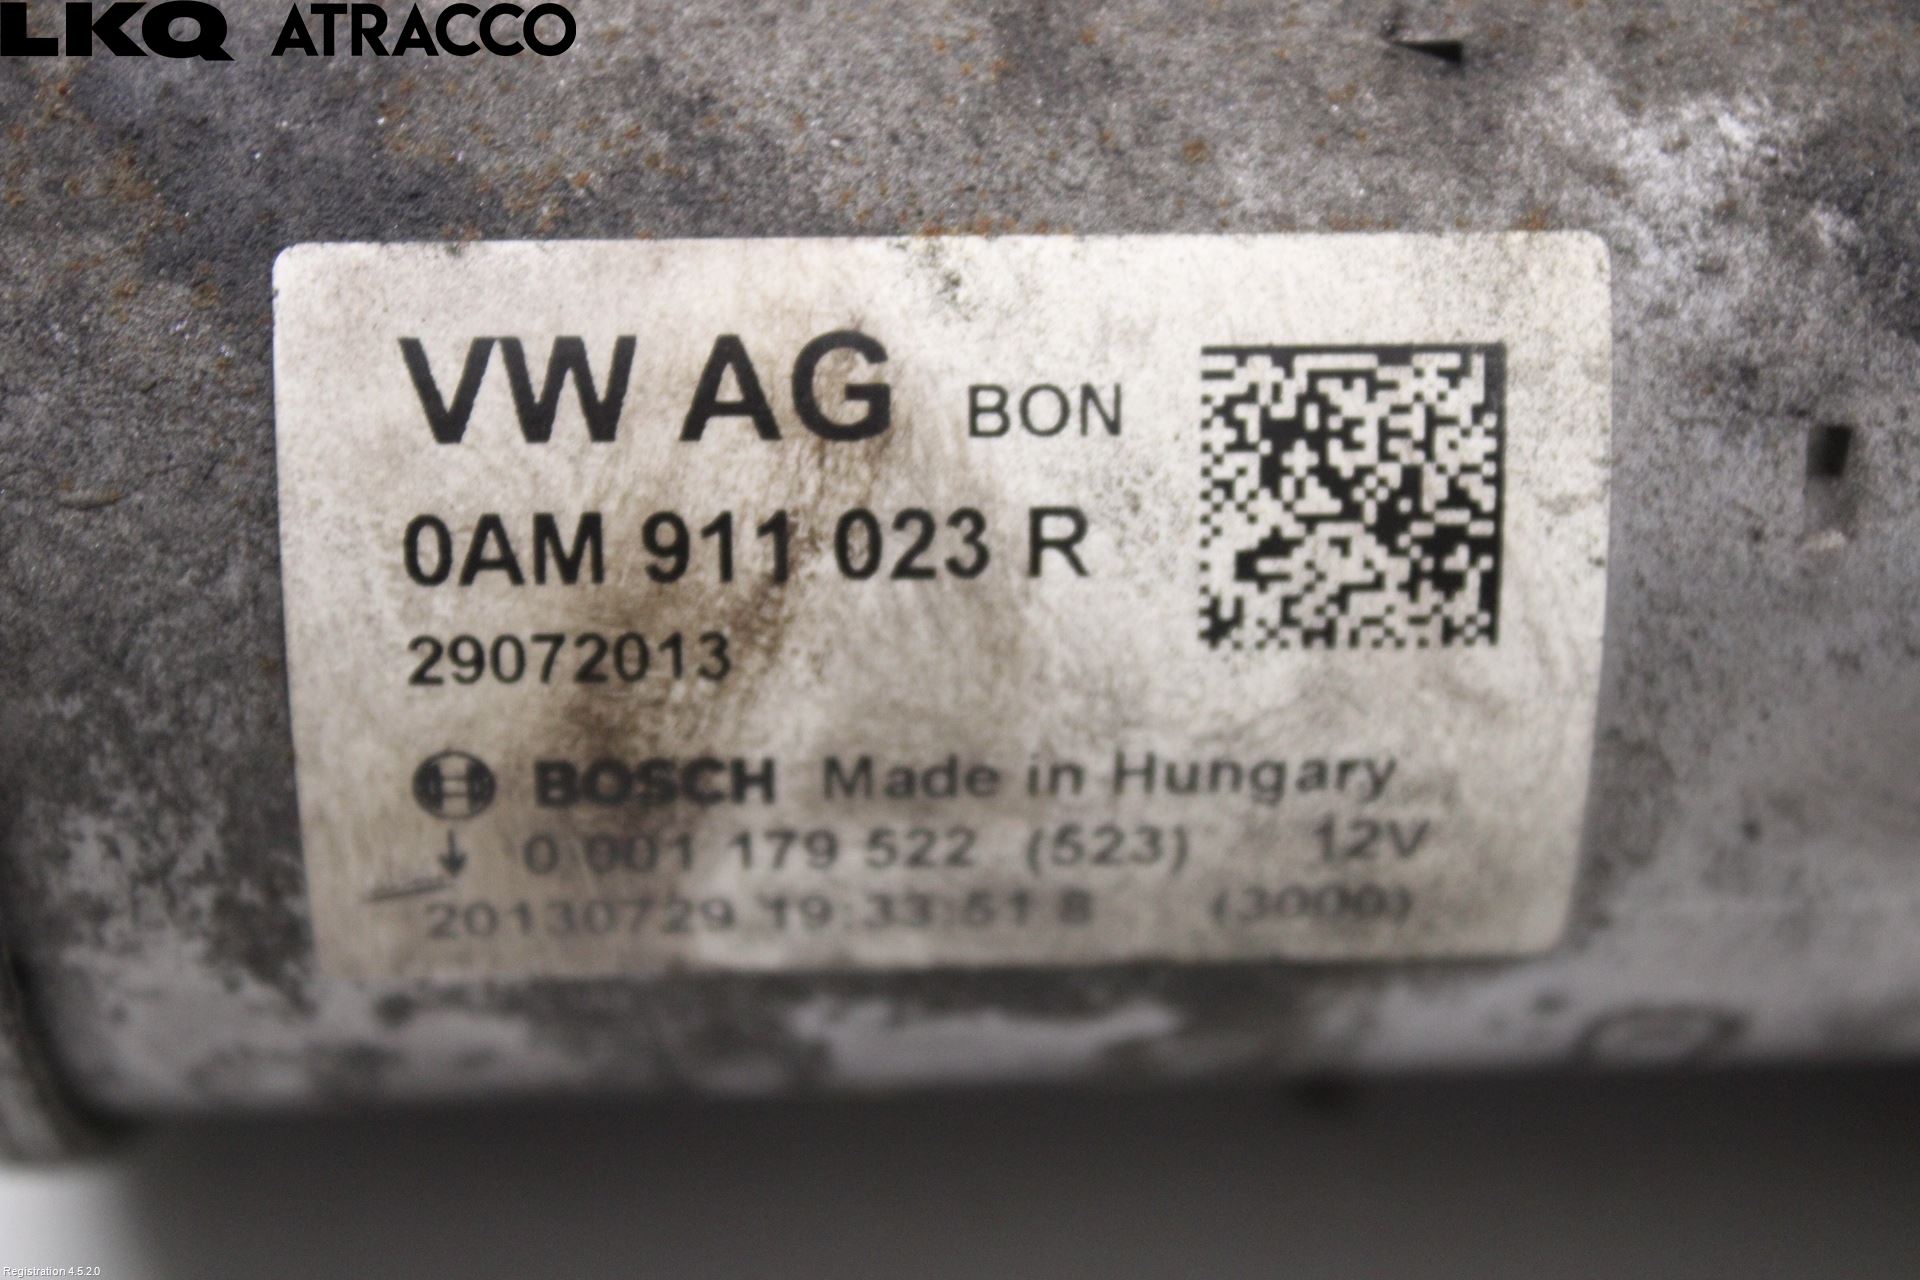 LKQ ATRACCO
VW AG BON
0AM 911 023 R
29072013
BOSCH Made in Hungary
0 001 179 522 (523) 12V
20130729 19:33:51 8 (3000)
Registration 4.5.2.0